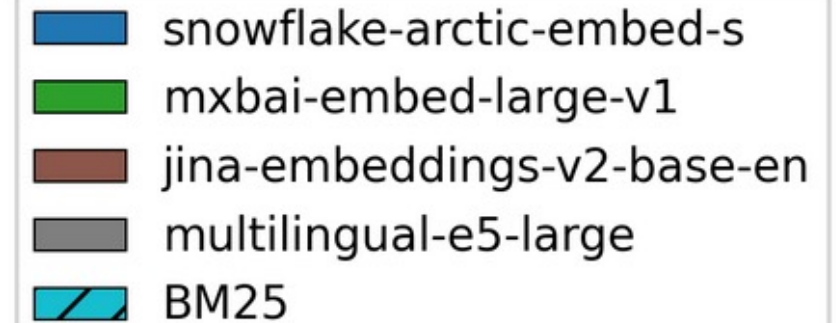 snowflake-arctic-embed-s
mxbai-embed-large-v1
jina-embeddings-v2-base-en
multilingual-e5-large
BM25